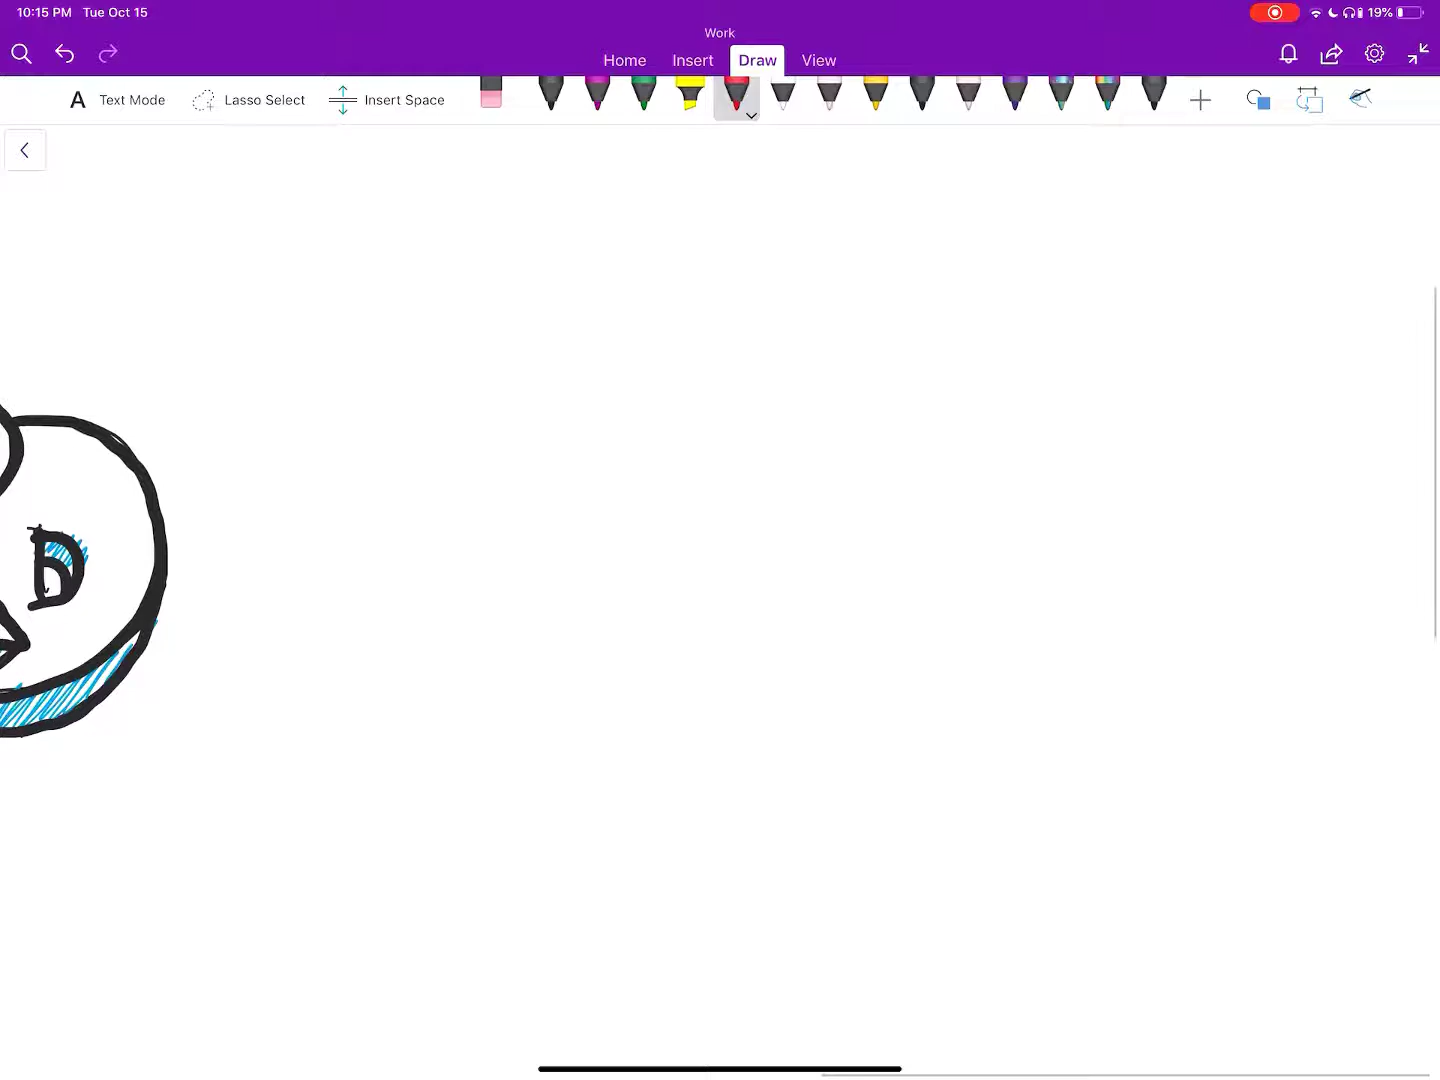 10:15 PM Tue Oct 15
19%
Work
Home Insert Draw View
A Text Mode Lasso Select Insert Space